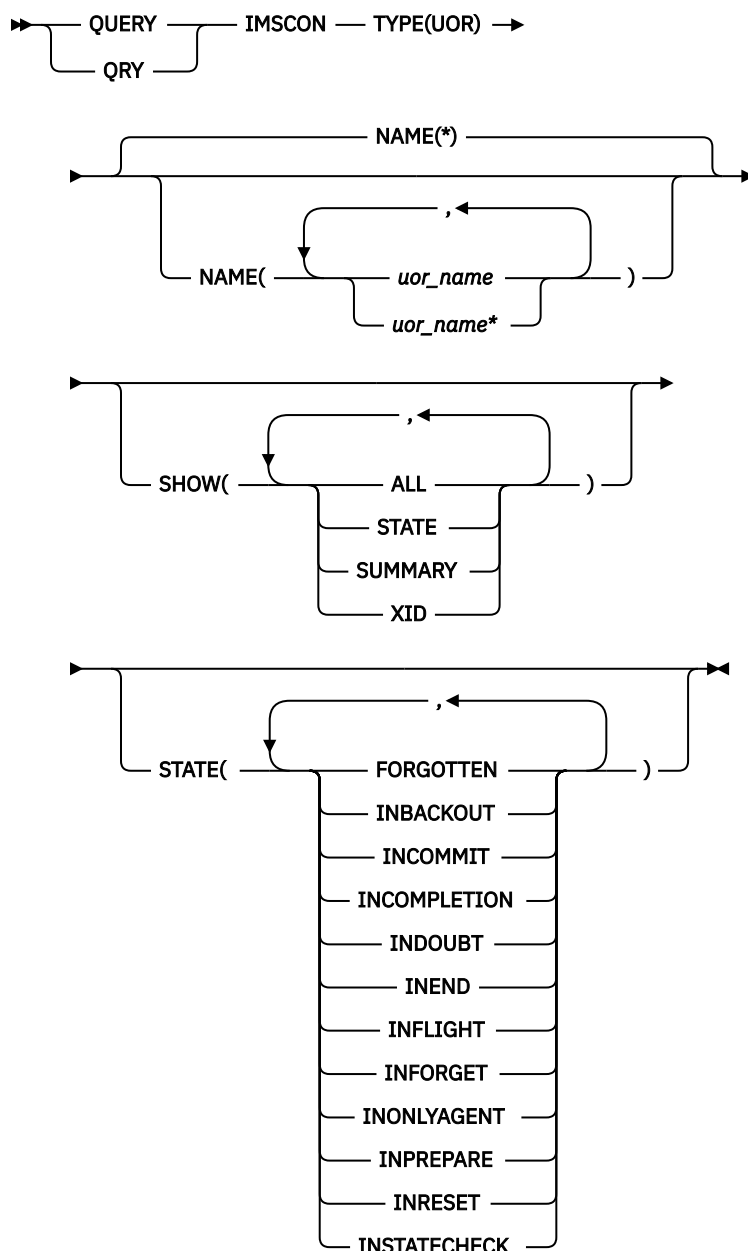 QUERY IMSCON TYPE(UOR)
QRY
NAME(*)
,
NAME( uor_name )
uor_name*
,
SHOW( ALL )
STATE
SUMMARY
XID
,
STATE( FORGOTTEN )
INBACKOUT
INCOMMIT
INCOMPLETION
INDOUBT
INEND
INFLIGHT
INFORGET
INONLYAGENT
INPREPARE
INRESET
INSTATECHECK